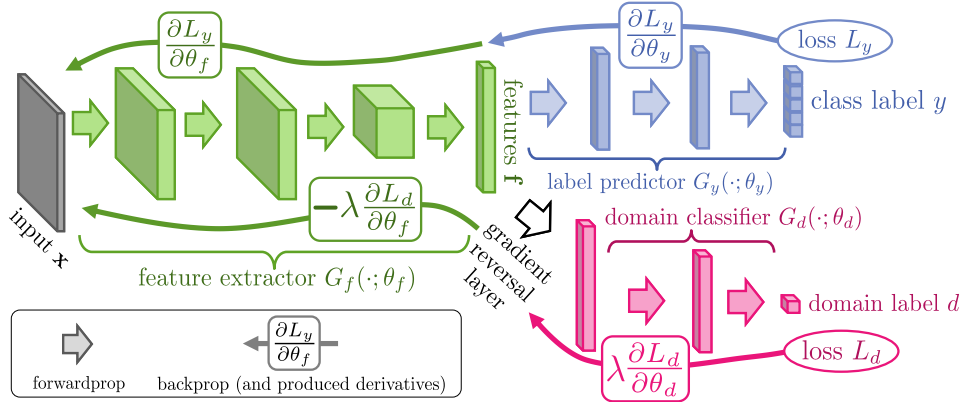 ∂L_y/∂θ_f
∂L_y/∂θ_y
loss L_y
features f
class label y
label predictor G_y(·;θ_y)
input x
−λ ∂L_d/∂θ_f
feature extractor G_f(·;θ_f)
gradient
reversal
layer
domain classifier G_d(·;θ_d)
domain label d
λ ∂L_d/∂θ_d
loss L_d
forwardprop
∂L_y/∂θ_f
backprop (and produced derivatives)